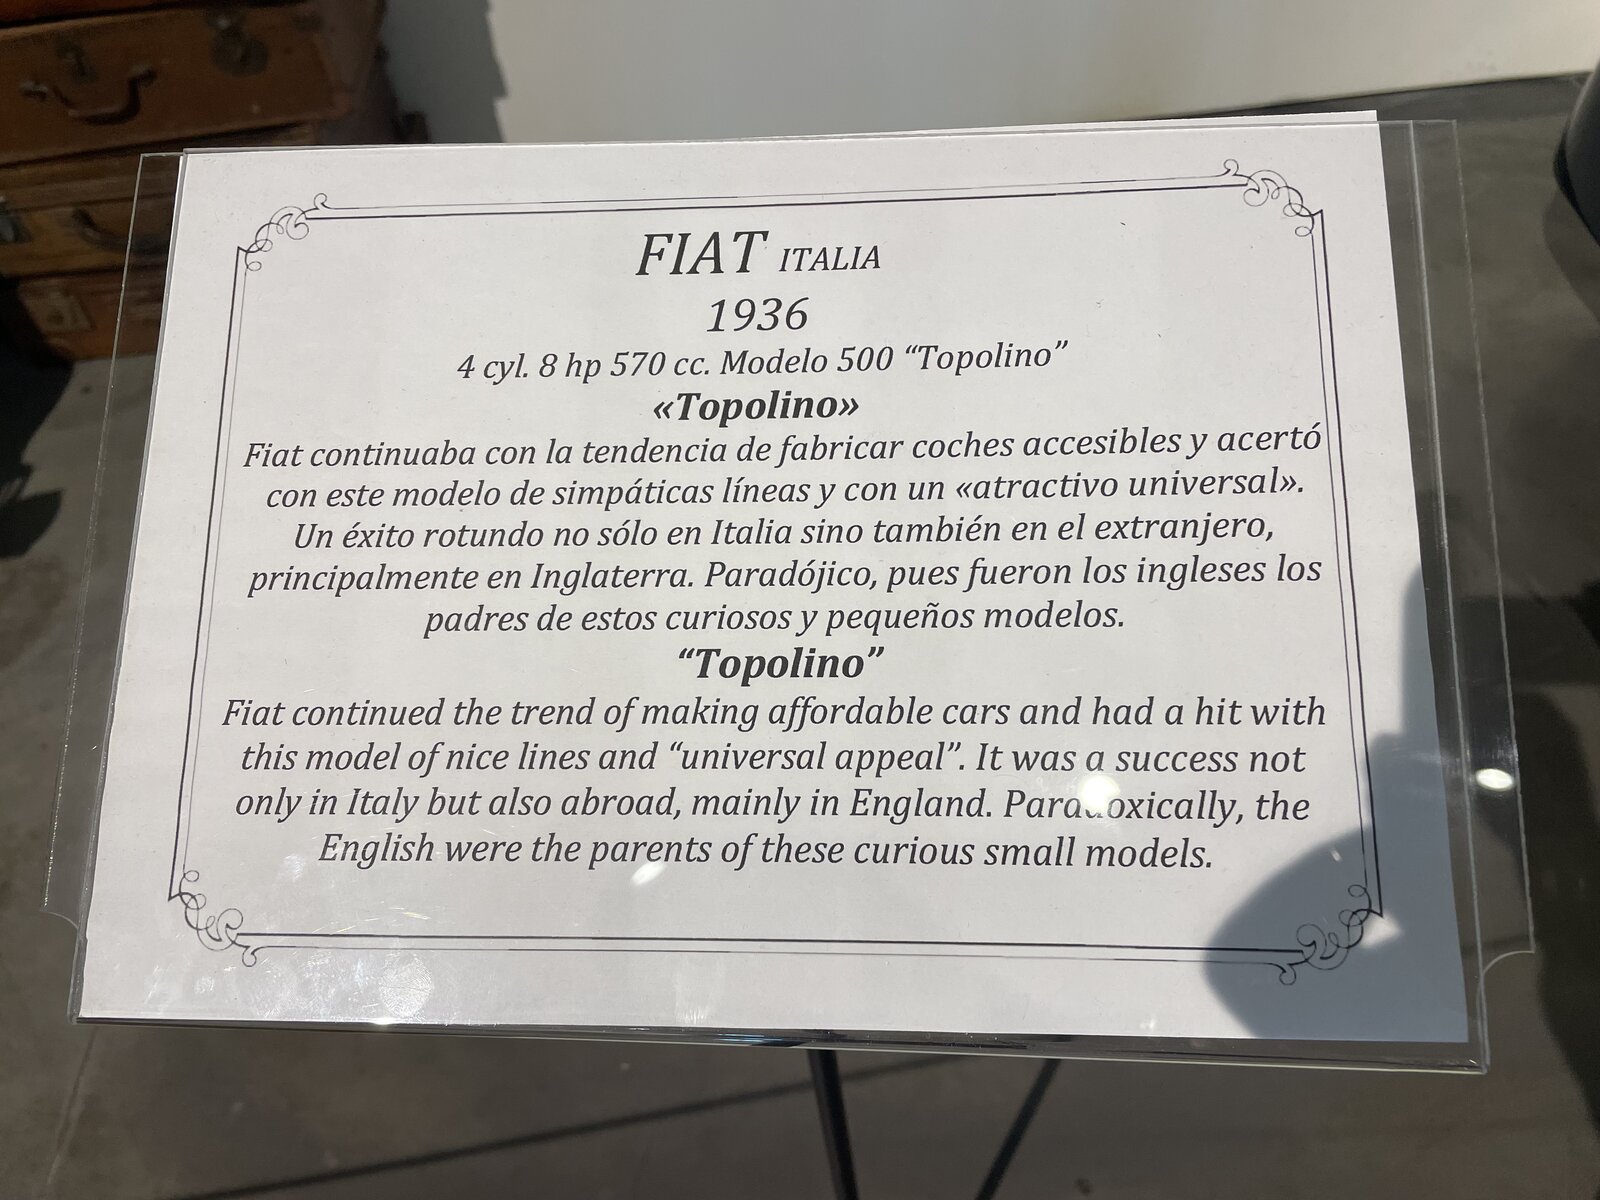 FIAT ITALIA
1936
4 cyl. 8 hp 570 cc. Modelo 500 “Topolino”
«Topolino»
Fiat continuaba con la tendencia de fabricar coches accesibles y acertó
con este modelo de simpáticas líneas y con un «atractivo universal».
Un éxito rotundo no sólo en Italia sino también en el extranjero,
principalmente en Inglaterra. Paradójico, pues fueron los ingleses los
padres de estos curiosos y pequeños modelos.
“Topolino”
Fiat continued the trend of making affordable cars and had a hit with
this model of nice lines and “universal appeal”. It was a success not
only in Italy but also abroad, mainly in England. Paradoxically, the
English were the parents of these curious small models.